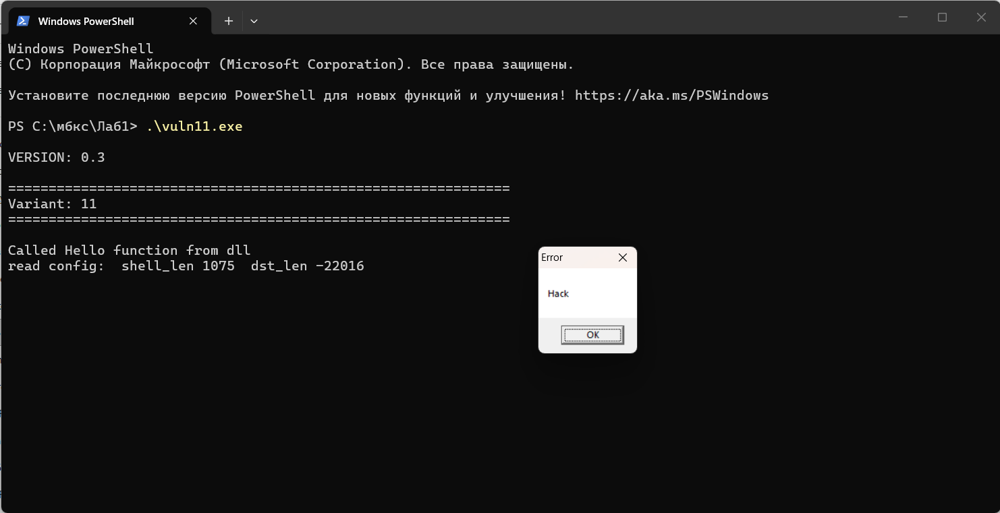 Windows PowerShell
Windows PowerShell
(C) Корпорация Майкрософт (Microsoft Corporation). Все права защищены.
Установите последнюю версию PowerShell для новых функций и улучшения! https://aka.ms/PSWindows
PS C:\мбкс\Лаб1> .\vuln11.exe
VERSION: 0.3
==============================================================
Variant: 11
==============================================================
Called Hello function from dll
read config:  shell_len 1075  dst_len -22016
Error
Hack
OK